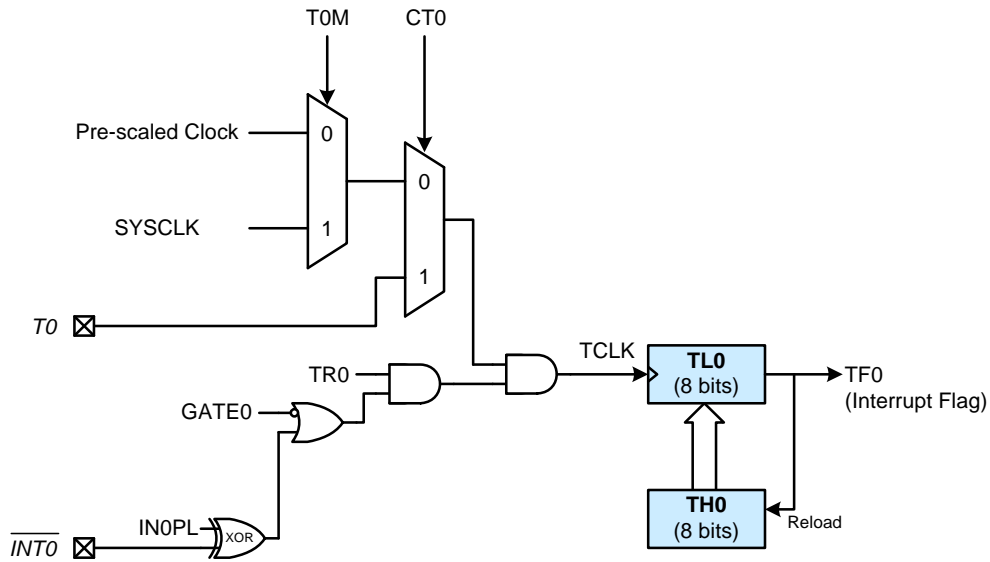 T0M
CT0
Pre-scaled Clock
0
0
SYSCLK
1
1
T0
TCLK
TL0
(8 bits)
TF0
(Interrupt Flag)
TR0
GATE0
TH0
(8 bits)
Reload
IN0PL
XOR
INT0